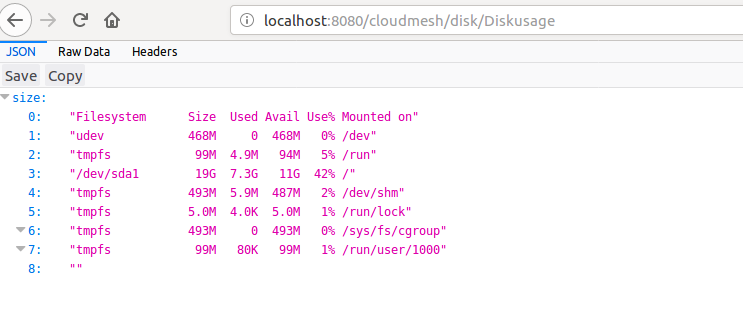 localhost:8080/cloudmesh/disk/Diskusage
JSON Raw Data Headers
Save Copy
size:
0: "Filesystem      Size  Used Avail Use% Mounted on"
1: "udev            468M     0  468M   0% /dev"
2: "tmpfs            99M  4.9M   94M   5% /run"
3: "/dev/sda1        19G  7.3G   11G  42% /"
4: "tmpfs           493M  5.9M  487M   2% /dev/shm"
5: "tmpfs           5.0M  4.0K  5.0M   1% /run/lock"
6: "tmpfs           493M     0  493M   0% /sys/fs/cgroup"
7: "tmpfs            99M   80K   99M   1% /run/user/1000"
8: ""